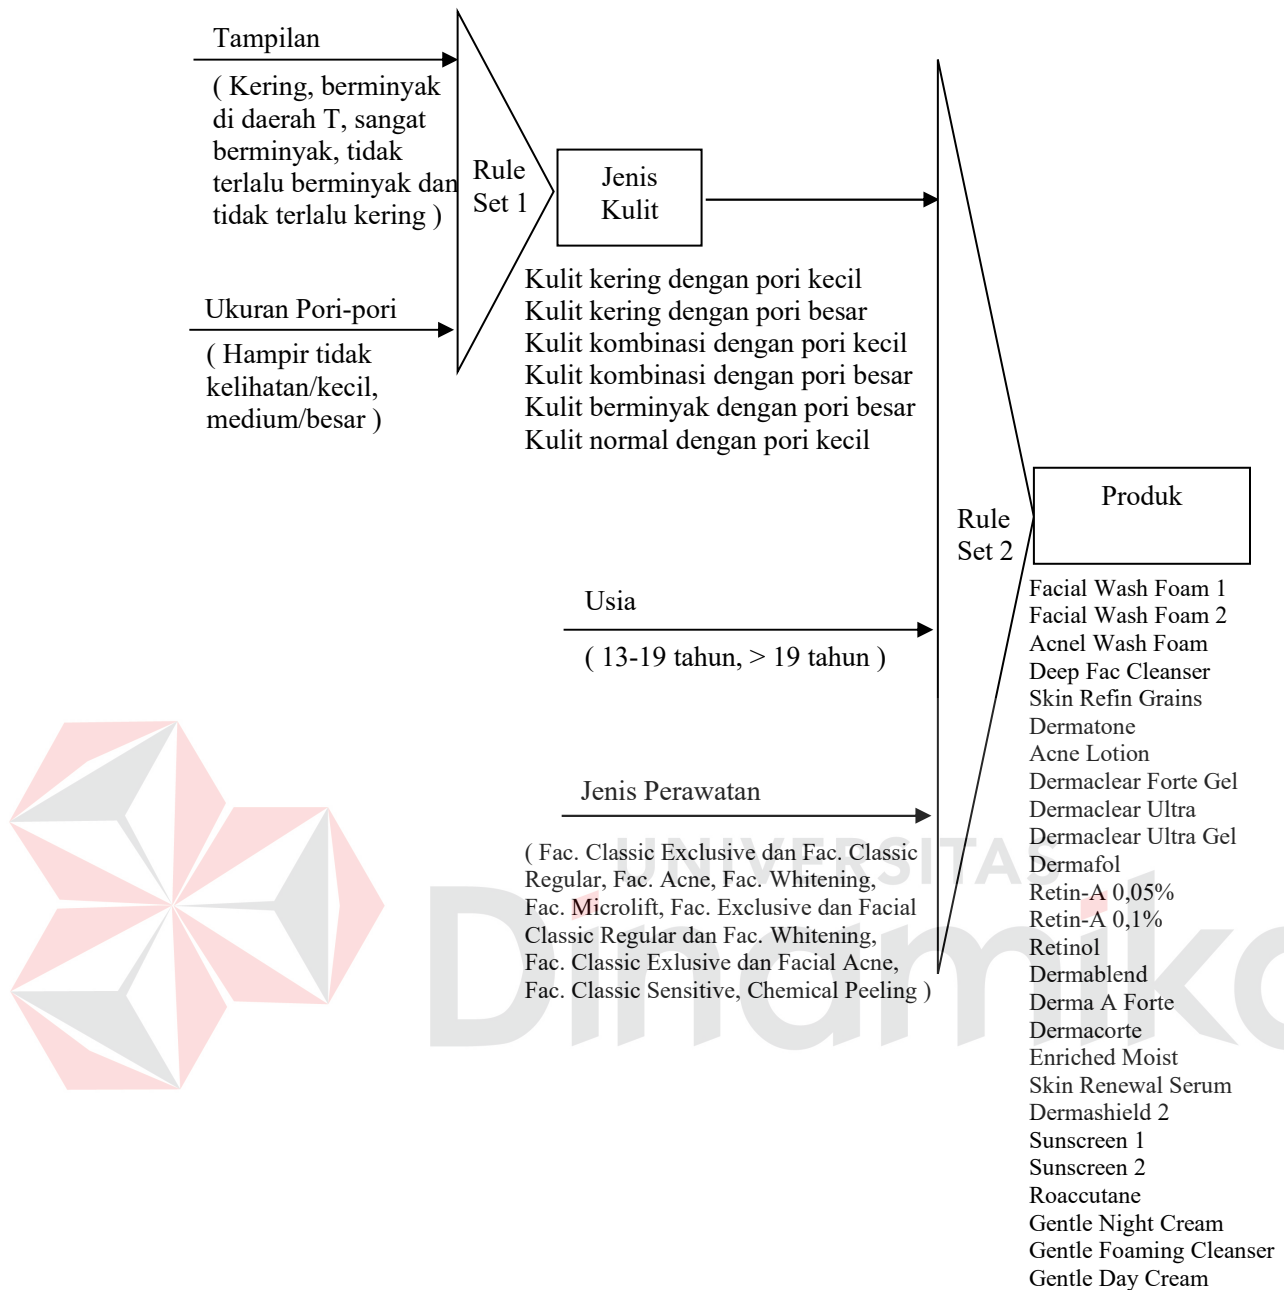 Tampilan
( Kering, berminyak
di daerah T, sangat
berminyak, tidak
terlalu berminyak dan
tidak terlalu kering )
Rule
Set 1
Jenis
Kulit
Ukuran Pori-pori
( Hampir tidak
kelihatan/kecil,
medium/besar )
Kulit kering dengan pori kecil
Kulit kering dengan pori besar
Kulit kombinasi dengan pori kecil
Kulit kombinasi dengan pori besar
Kulit berminyak dengan pori besar
Kulit normal dengan pori kecil
Usia
( 13-19 tahun, > 19 tahun )
Jenis Perawatan
( Fac. Classic Exclusive dan Fac. Classic
Regular, Fac. Acne, Fac. Whitening,
Fac. Microlift, Fac. Exclusive dan Facial
Classic Regular dan Fac. Whitening,
Fac. Classic Exlusive dan Facial Acne,
Fac. Classic Sensitive, Chemical Peeling )
Rule
Set 2
Produk
Facial Wash Foam 1
Facial Wash Foam 2
Acnel Wash Foam
Deep Fac Cleanser
Skin Refin Grains
Dermatone
Acne Lotion
Dermaclear Forte Gel
Dermaclear Ultra
Dermaclear Ultra Gel
Dermafol
Retin-A 0,05%
Retin-A 0,1%
Retinol
Dermablend
Derma A Forte
Dermacorte
Enriched Moist
Skin Renewal Serum
Dermashield 2
Sunscreen 1
Sunscreen 2
Roaccutane
Gentle Night Cream
Gentle Foaming Cleanser
Gentle Day Cream
UNIVERSITAS
Dinamika